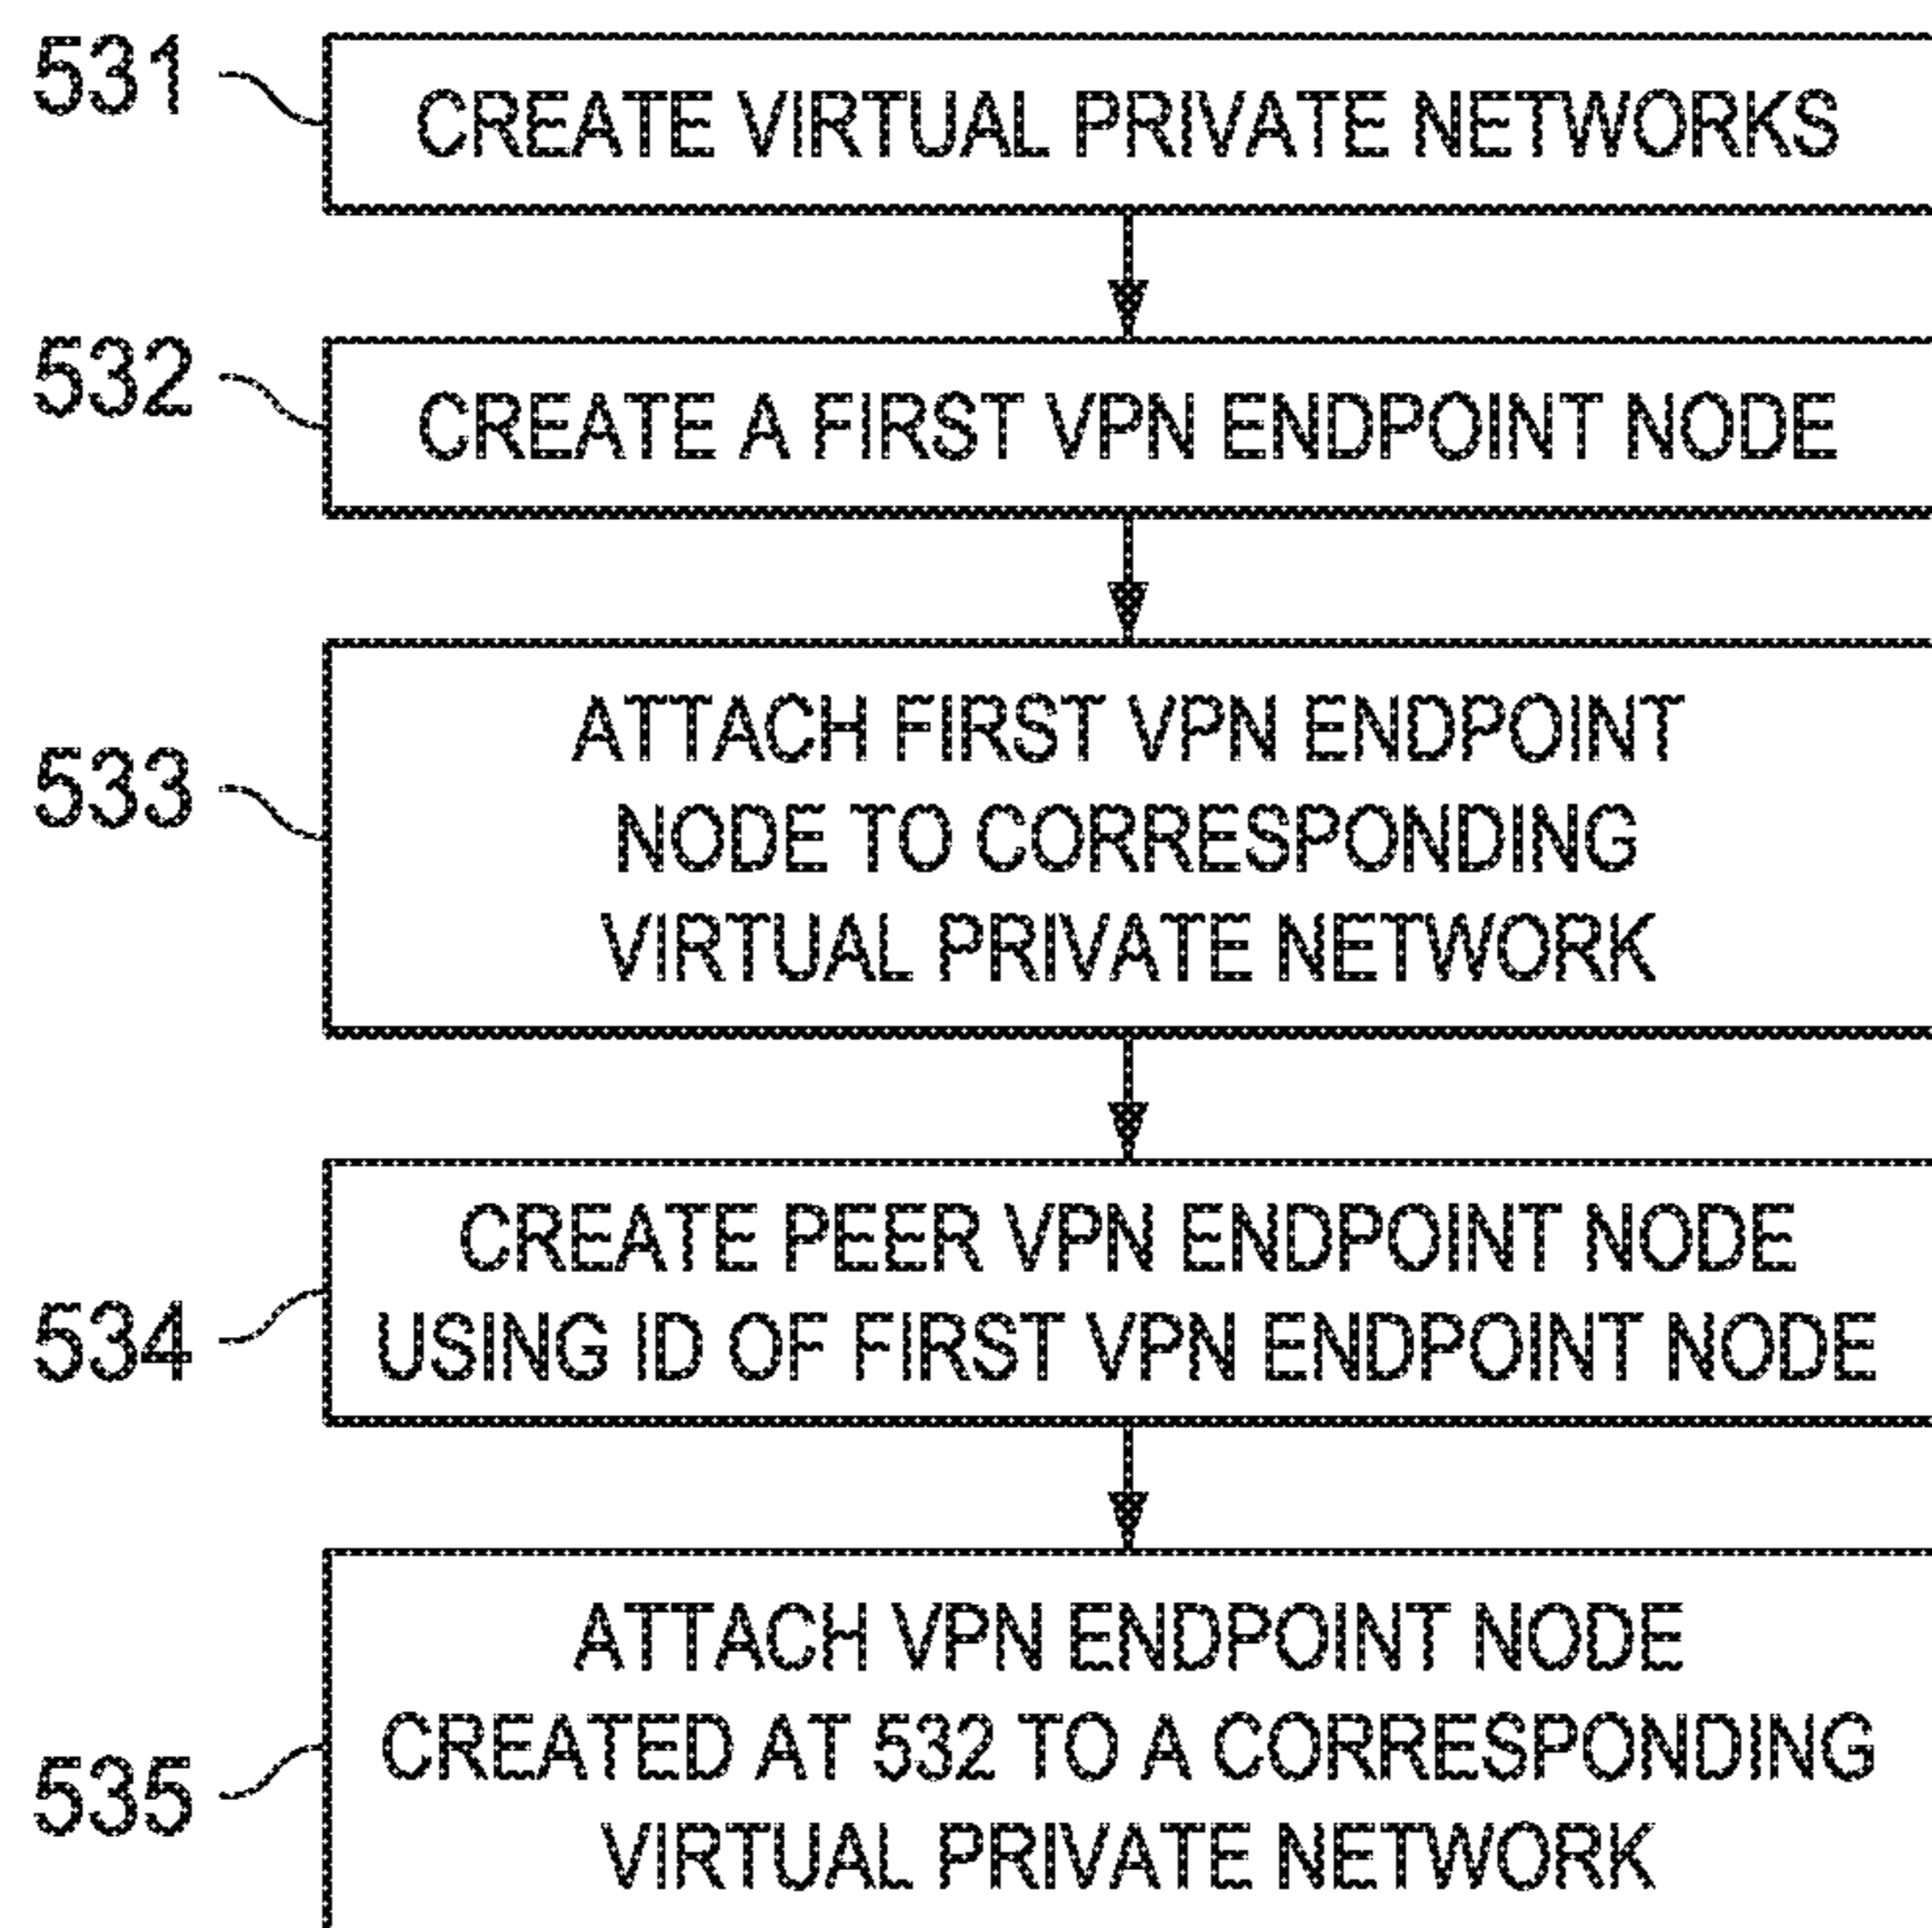 531
CREATE VIRTUAL PRIVATE NETWORKS
532
CREATE A FIRST VPN ENDPOINT NODE
533
ATTACH FIRST VPN ENDPOINT
NODE TO CORRESPONDING
VIRTUAL PRIVATE NETWORK
534
CREATE PEER VPN ENDPOINT NODE
USING ID OF FIRST VPN ENDPOINT NODE
535
ATTACH VPN ENDPOINT NODE
CREATED AT 532 TO A CORRESPONDING
VIRTUAL PRIVATE NETWORK